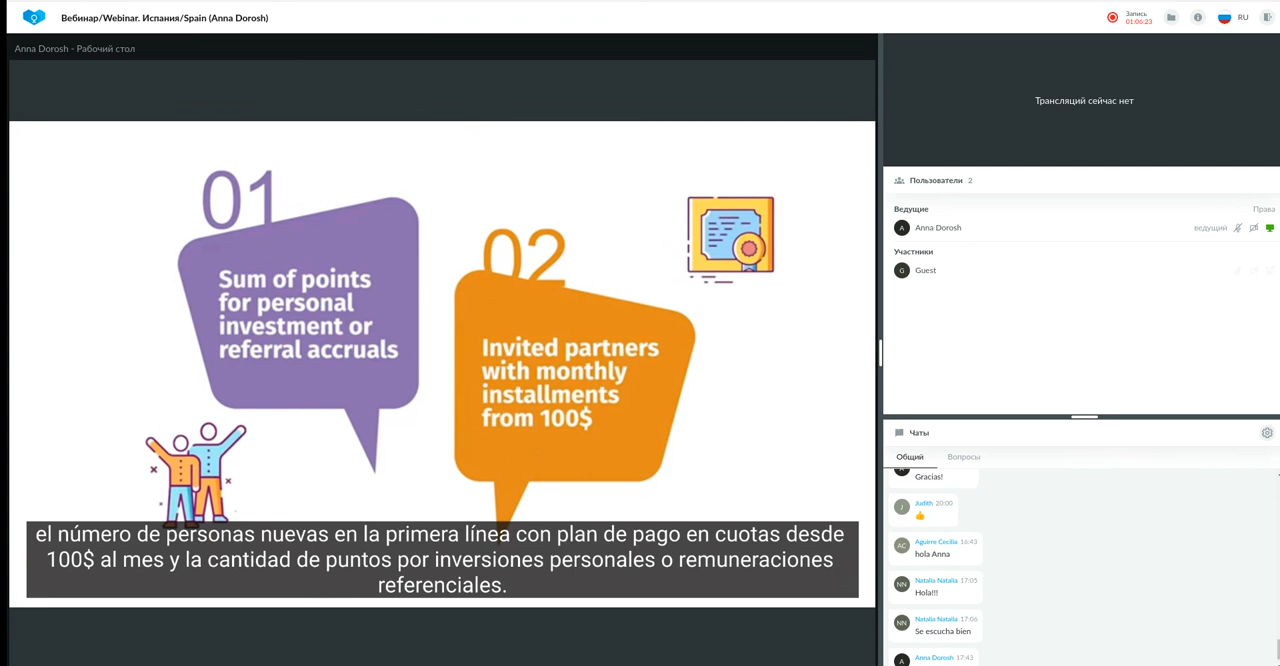 Вебинар/Webinar. Испания/Spain (Anna Dorosh)
Запись
01:06:23
RU
Anna Dorosh - Рабочий стол
01
Sum of points
for personal
investment or
referral accruals
02
Invited partners
with monthly
installments
from 100$
el número de personas nuevas en la primera línea con plan de pago en cuotas desde
100$ al mes y la cantidad de puntos por inversiones personales o remuneraciones
referenciales.
Трансляций сейчас нет
Пользователи 2
Ведущие Права
A Anna Dorosh ведущий
Участники
G Guest
Чаты
Общий Вопросы
Gracias!
J Judith 20:00
AC Aguirre Cecilia 16:43
hola Anna
NN Natalia Natalia 17:05
Hola!!!
NN Natalia Natalia 17:06
Se escucha bien
A Anna Dorosh 17:43